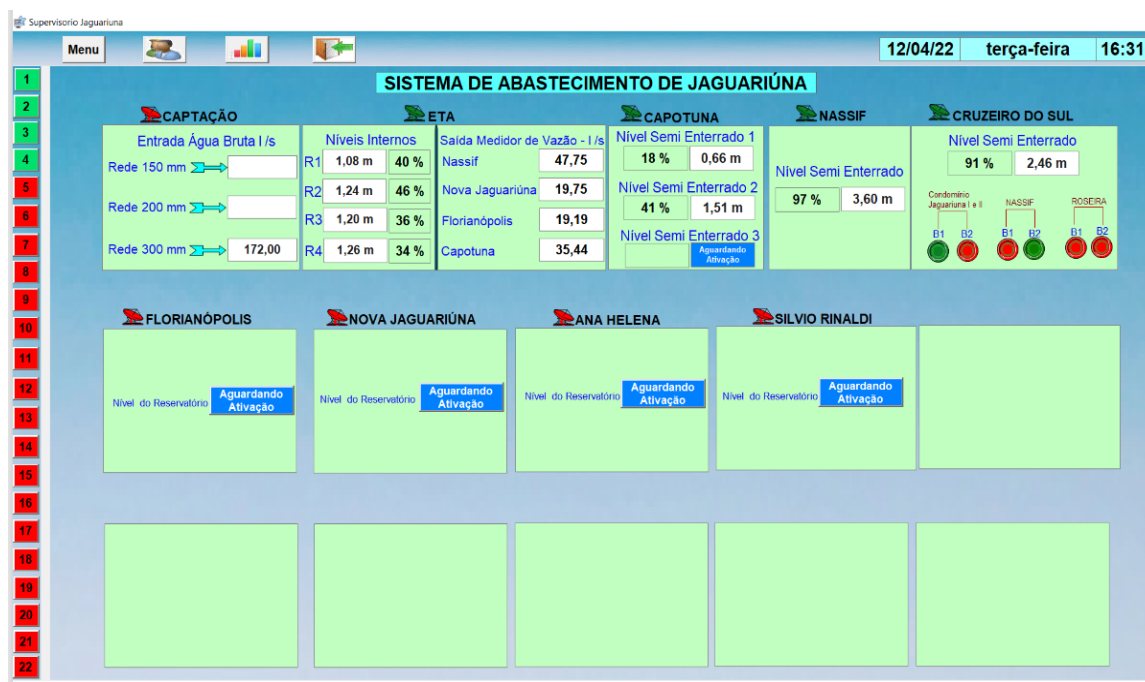 Supervisorio Jaguariuna
Menu
12/04/22 terça-feira 16:31
SISTEMA DE ABASTECIMENTO DE JAGUARIÚNA
CAPTAÇÃO
Entrada Água Bruta l /s
Rede 150 mm
Rede 200 mm
Rede 300 mm 172,00
ETA
Níveis Internos
R1 1,08 m 40 %
R2 1,24 m 46 %
R3 1,20 m 36 %
R4 1,26 m 34 %
Saída Medidor de Vazão - l /s
Nassif 47,75
Nova Jaguariúna 19,75
Florianópolis 19,19
Capotuna 35,44
CAPOTUNA
Nível Semi Enterrado 1
18 % 0,66 m
Nível Semi Enterrado 2
41 % 1,51 m
Nível Semi Enterrado 3
Aguardando
Ativação
NASSIF
Nível Semi Enterrado
97 % 3,60 m
CRUZEIRO DO SUL
Nível Semi Enterrado
91 % 2,46 m
Condomínio
Jaguariuna I e II
NASSIF
ROSEIRA
B1 B2 B1 B2 B1 B2
FLORIANÓPOLIS
Nível do Reservatório
Aguardando
Ativação
NOVA JAGUARIÚNA
Nível do Reservatório
Aguardando
Ativação
ANA HELENA
Nível do Reservatório
Aguardando
Ativação
SILVIO RINALDI
Nível do Reservatório
Aguardando
Ativação
1
2
3
4
5
6
7
8
9
10
11
12
13
14
15
16
17
18
19
20
21
22